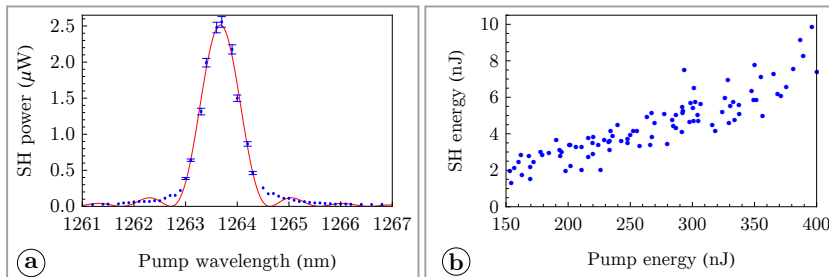 SH power (μW)
2.5
2.0
1.5
1.0
0.5
0.0
1261 1262 1263 1264 1265 1266 1267
Pump wavelength (nm)
a
SH energy (nJ)
10
8
6
4
2
0
150 200 250 300 350 400
Pump energy (nJ)
b